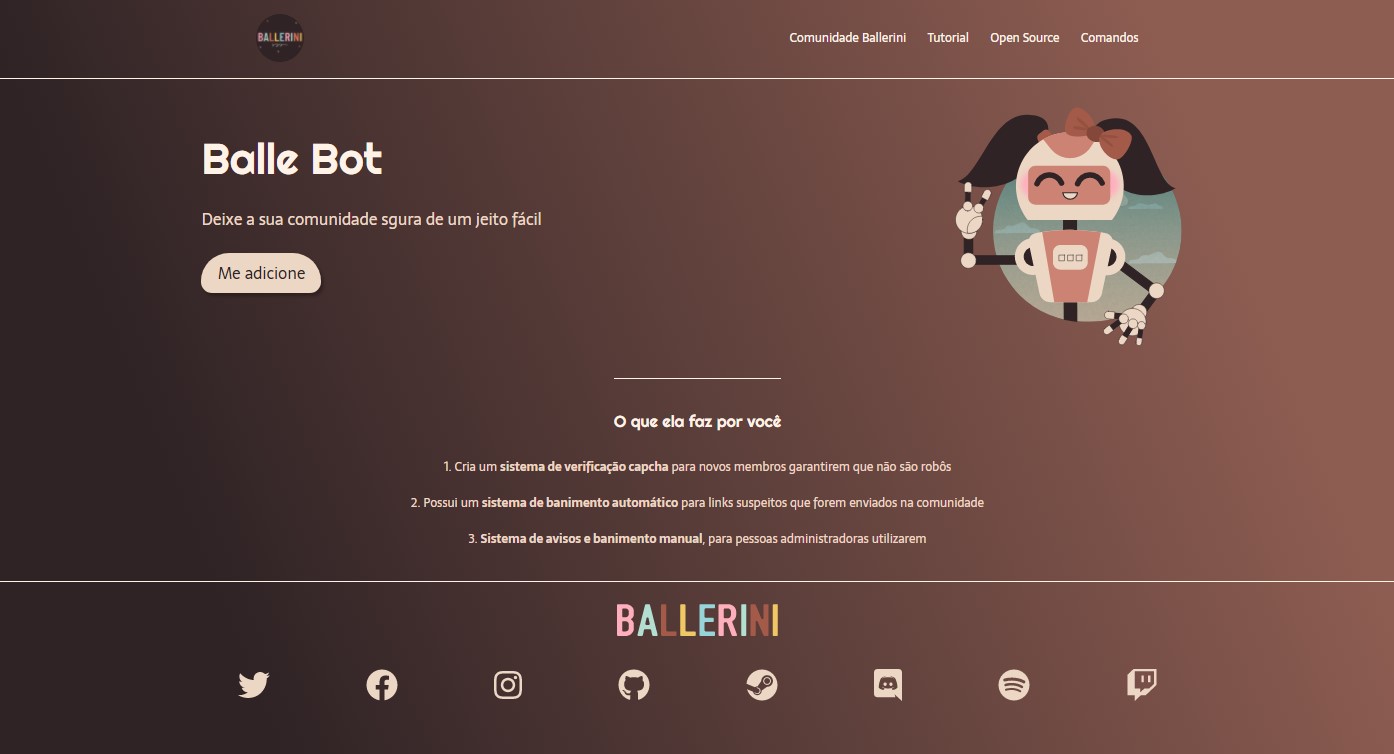 BALLERINI
Comunidade Ballerini Tutorial Open Source Comandos
Balle Bot
Deixe a sua comunidade sgura de um jeito fácil
Me adicione
O que ela faz por você
1. Cria um sistema de verificação capcha para novos membros garantirem que não são robôs
2. Possui um sistema de banimento automático para links suspeitos que forem enviados na comunidade
3. Sistema de avisos e banimento manual, para pessoas administradoras utilizarem
BALLERINI